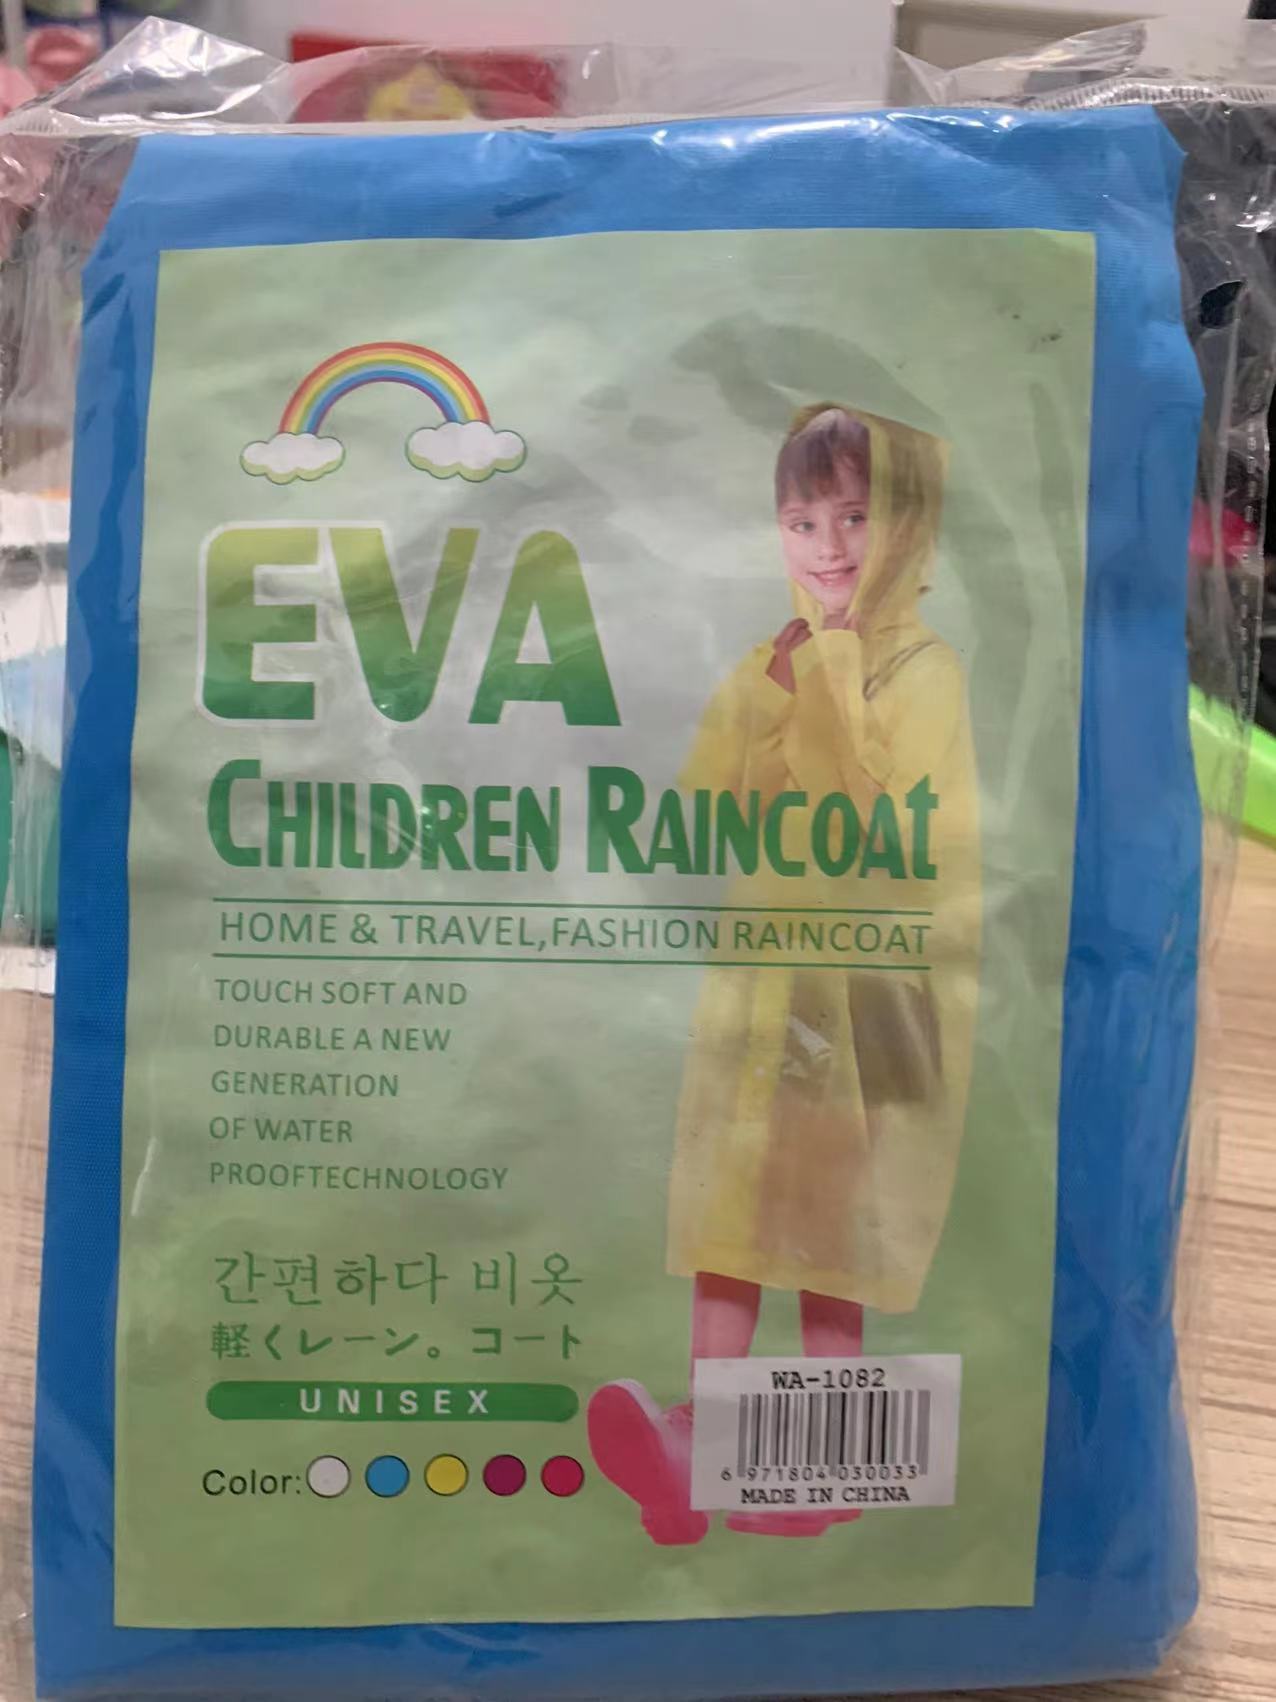 EVA
CHILDREN RAINCOAt
HOME & TRAVEL,FASHION RAINCOAT
TOUCH SOFT AND
DURABLE A NEW
GENERATION
OF WATER
PROOFTECHNOLOGY
간편하다 비옷
軽くレーン。コート
UNISEX
Color:
WA-1082
6 971804 030033
MADE IN CHINA